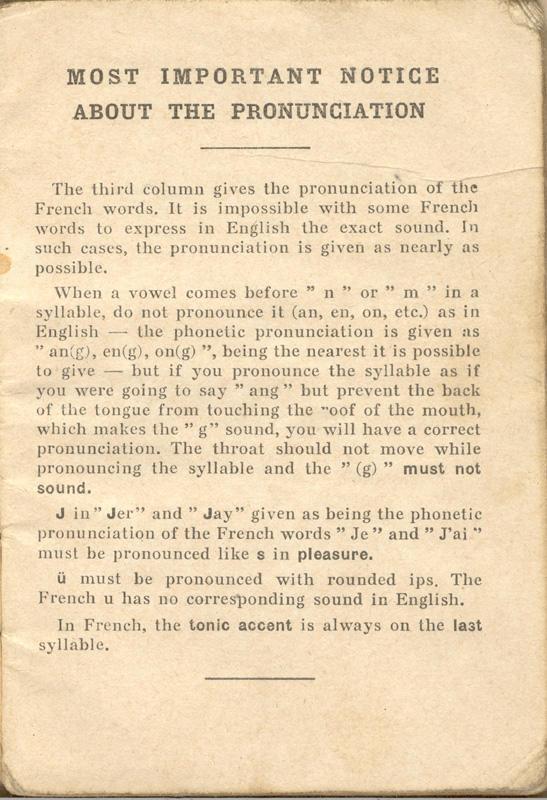 MOST IMPORTANT NOTICE
ABOUT THE PRONUNCIATION
The third column gives the pronunciation of the
French words. It is impossible with some French
words to express in English the exact sound. In
such cases, the pronunciation is given as nearly as
possible.
When a vowel comes before ” n ” or ” m ” in a
syllable, do not pronounce it (an, en, on, etc.) as in
English — the phonetic pronunciation is given as
” an(g), en(g), on(g) ”, being the nearest it is possible
to give — but if you pronounce the syllable as if
you were going to say ” ang ” but prevent the back
of the tongue from touching the roof of the mouth,
which makes the ” g” sound, you will have a correct
pronunciation. The throat should not move while
pronouncing the syllable and the ” (g) ” must not
sound.
J in ” Jer” and ” Jay” given as being the phonetic
pronunciation of the French words ” Je ” and ” J’ai ”
must be pronounced like s in pleasure.
ü must be pronounced with rounded ips. The
French u has no corresponding sound in English.
In French, the tonic accent is always on the last
syllable.